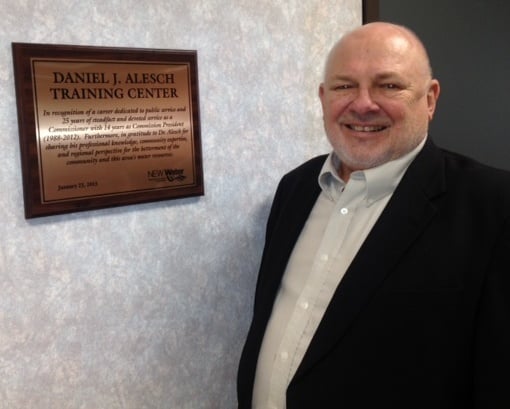 DANIEL J. ALESCH
TRAINING CENTER
In recognition of a career dedicated to public service and
25 years of steadfast and devoted service as a
Commissioner with 14 years as Commission President
(1988-2012). Furthermore, in gratitude to Dr. Alesch for
sharing his professional knowledge, community expertise,
and regional perspective for the betterment of the
community and this area's water resources.
January 23, 2013
NEW Water